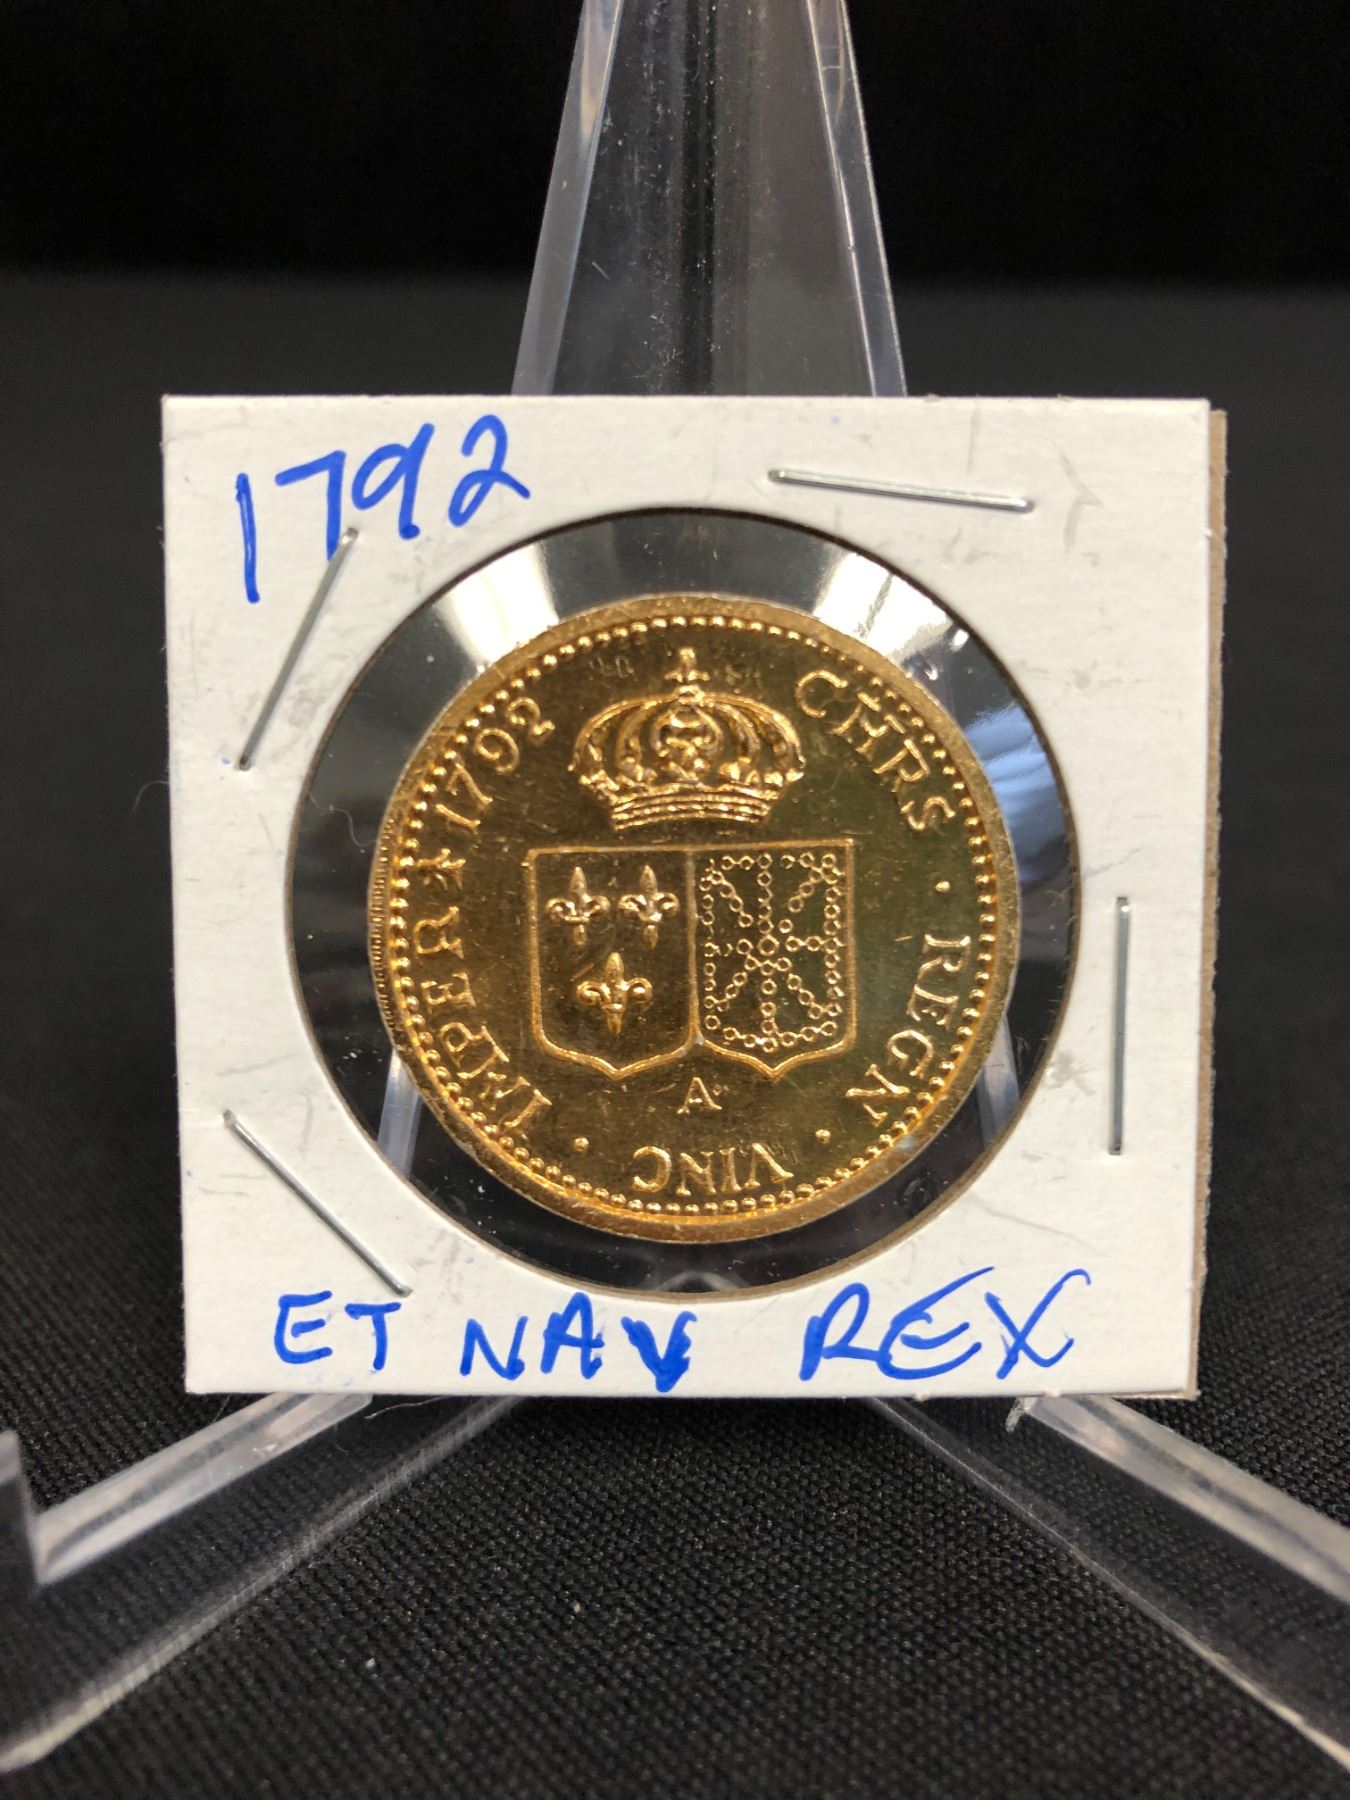 1792
CHRS · REGN · VINC · IMPER 1792
A
ET NAV REX